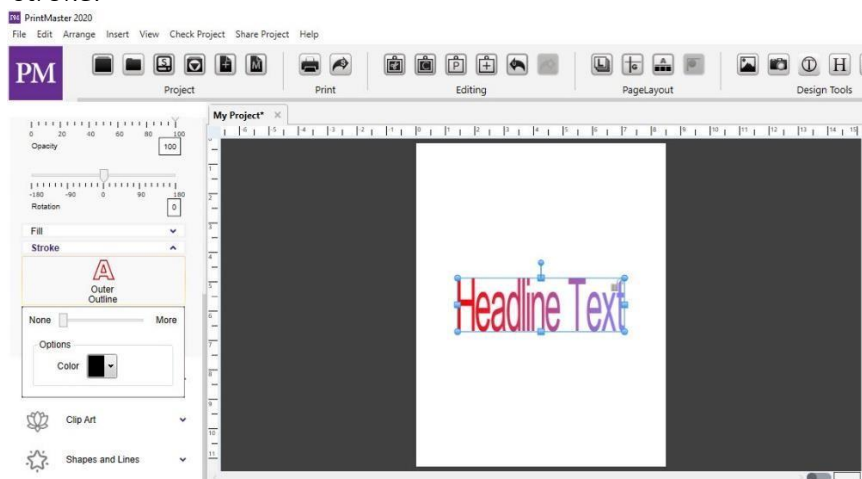 PrintMaster 2020
File Edit Arrange Insert View Check Project Share Project Help
PM
Project Print Editing PageLayout Design Tools
My Project*
0 20 40 60 80 100
Opacity 100
-180 -90 0 90 180
Rotation 0
Fill
Stroke
A
Outer
Outline
None More
Options
Color
Clip Art
Shapes and Lines
Headline Text